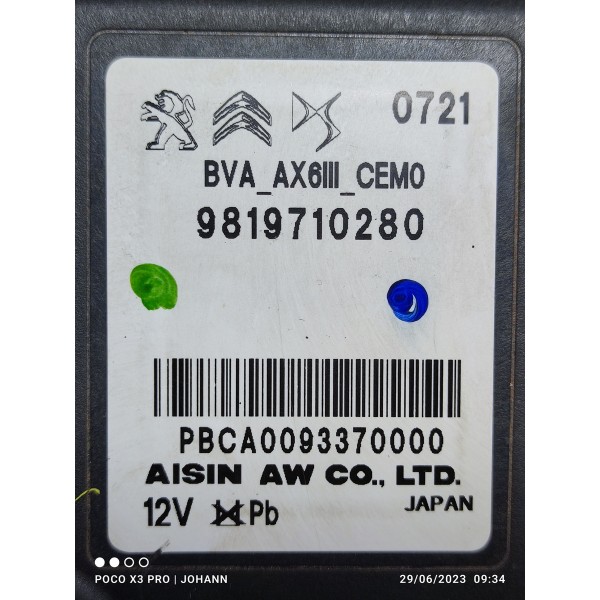 0721
BVA_AX6III_CEMO
9819710280
PBCA0093370000
AISIN AW CO., LTD.
12V Pb JAPAN
POCO X3 PRO | JOHANN 29/06/2023 09:34